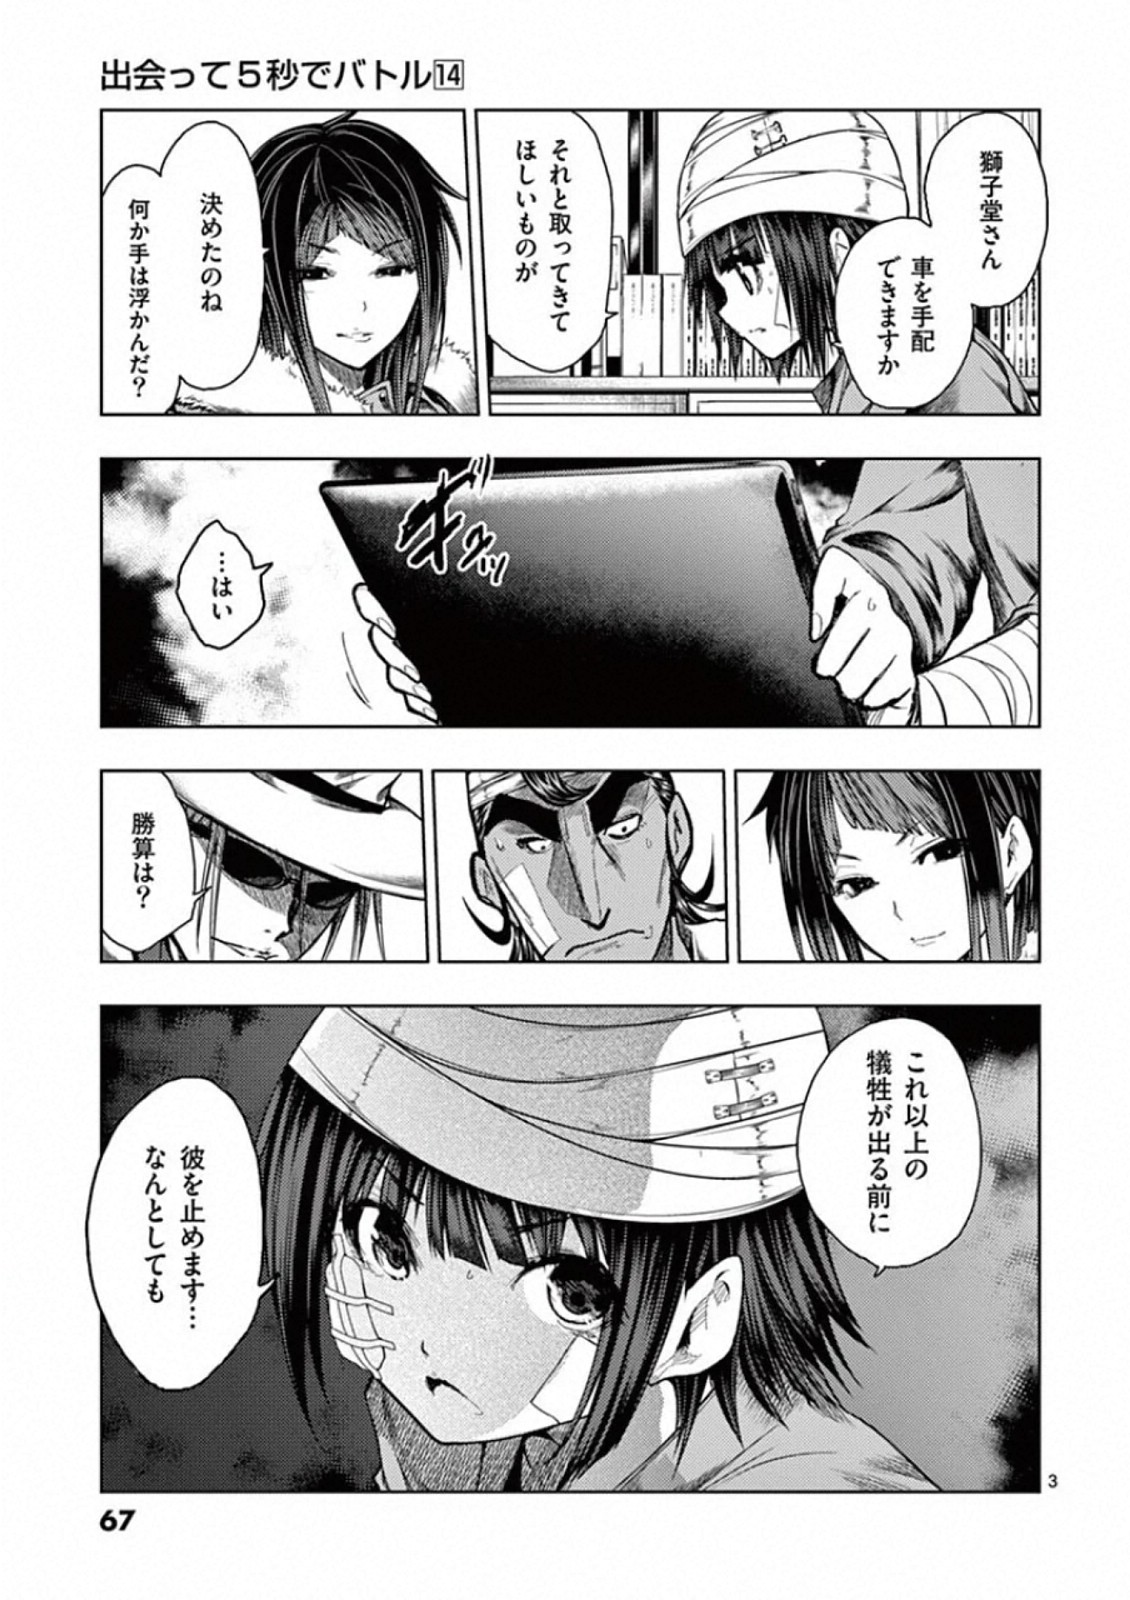 出会って5秒でバトル14
獅子堂さん
車を手配
できますか
それと取ってきて
ほしいものが
決めたのね
何か手は浮かんだ?
ギュッ
…はい
勝算は?
これ以上の
犠牲が出る前に
彼を止めます…
なんとしても
3
67